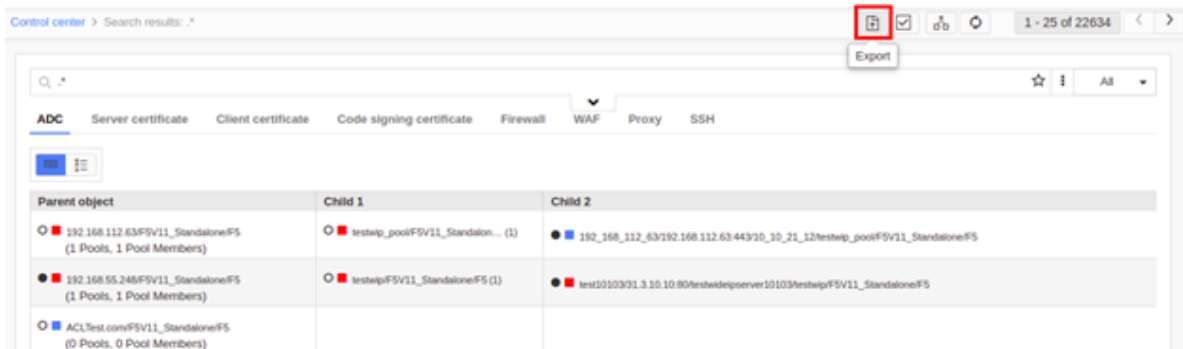 Control center > Search results: .*
1 - 25 of 22634 < >
Export
.*
All
ADC Server certificate Client certificate Code signing certificate Firewall WAF Proxy SSH
Parent object Child 1 Child 2
192.168.112.63/F5V11_Standalone/F5 testwip_pool/F5V11_Standalon... (1) 192_168_112_63/192.168.112.63:443/10_10_21_12/testwip_pool/F5V11_Standalone/F5
(1 Pools, 1 Pool Members)
192.168.55.248/F5V11_Standalone/F5 testwip/F5V11_Standalone/F5 (1) test10103/31.3.10.10:80/testwideipserver10103/testwip/F5V11_Standalone/F5
(1 Pools, 1 Pool Members)
ACLTest.com/F5V11_Standalone/F5
(0 Pools, 0 Pool Members)